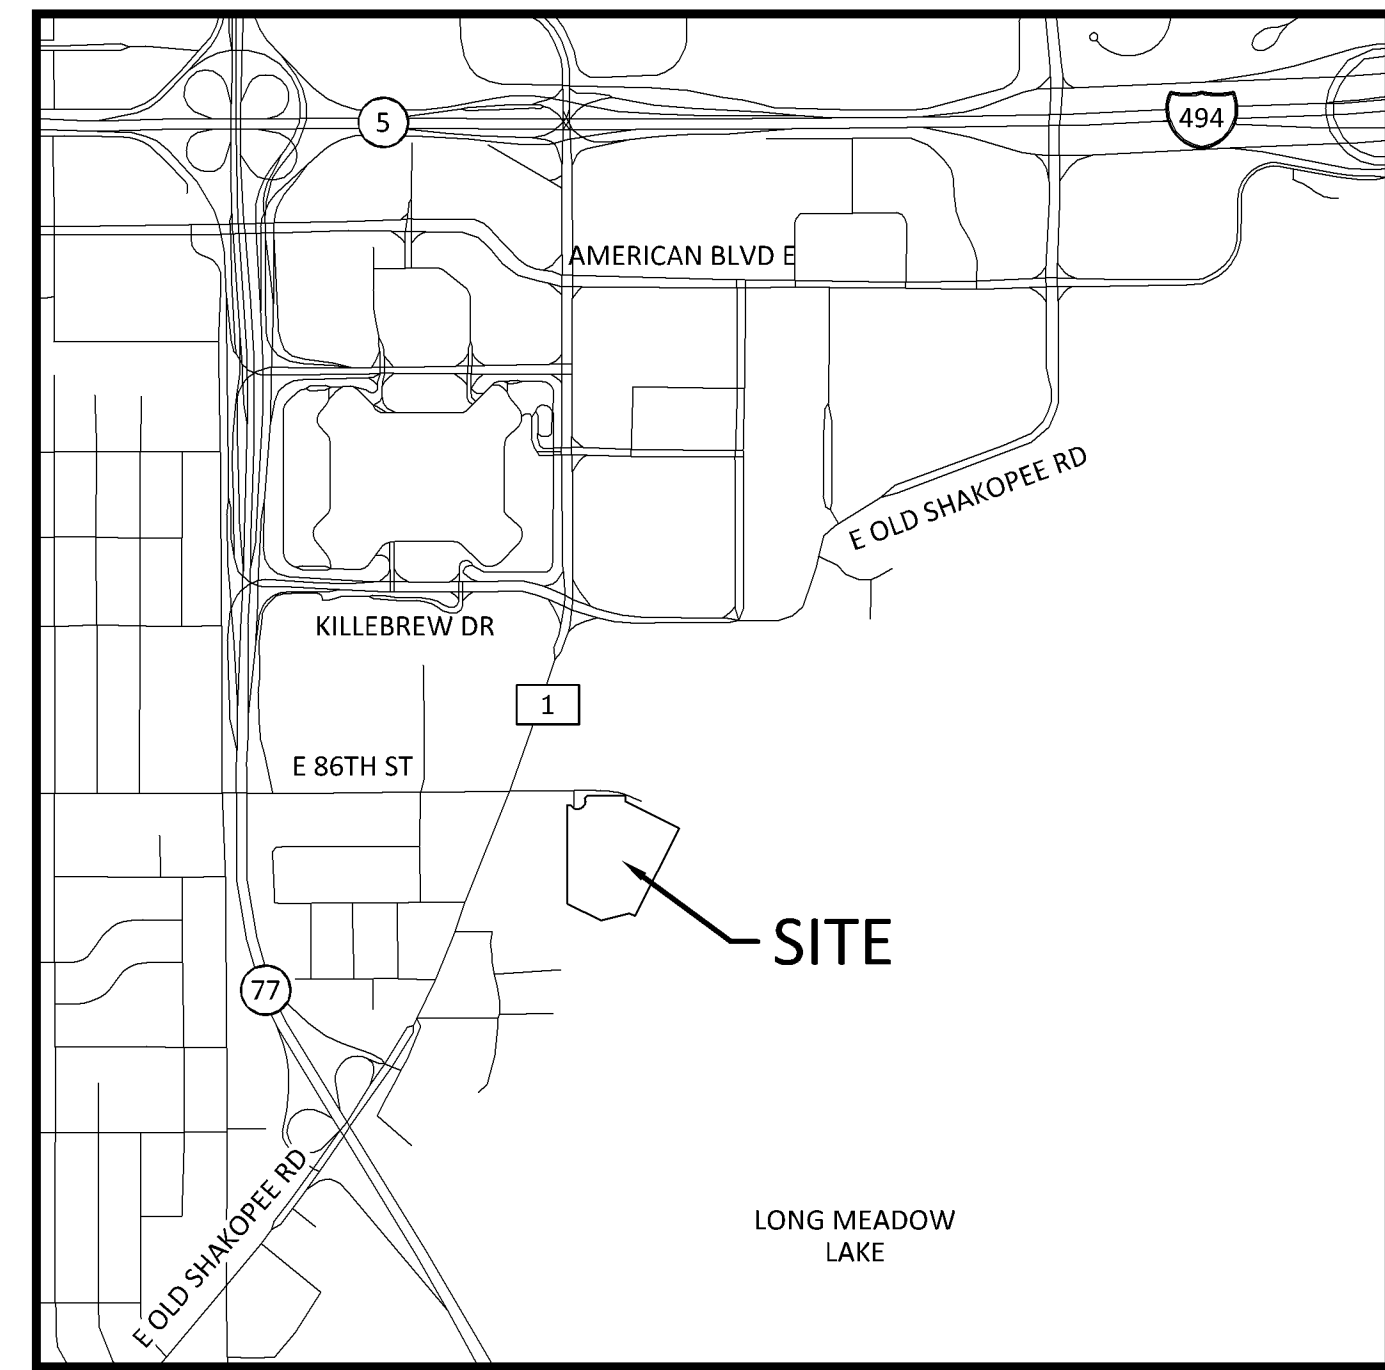 5
494
AMERICAN BLVD E
E OLD SHAKOPEE RD
KILLEBREW DR
1
E 86TH ST
SITE
77
E OLD SHAKOPEE RD
LONG MEADOW
LAKE